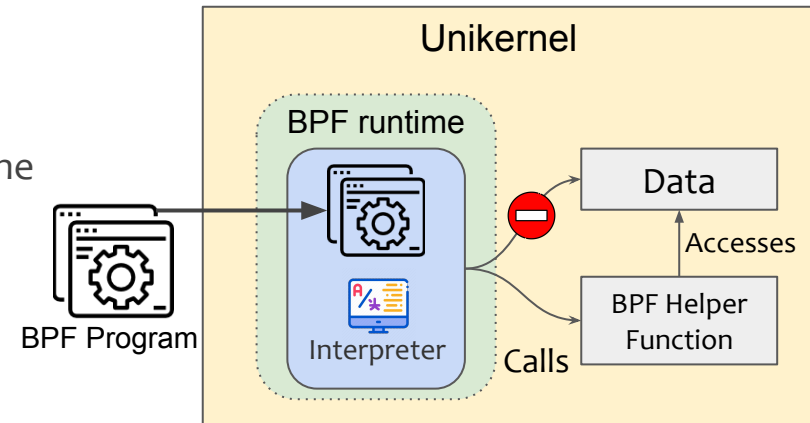 Unikernel
BPF runtime
ne
Data
Accesses
BPF Program
Interpreter
Calls
BPF Helper
Function